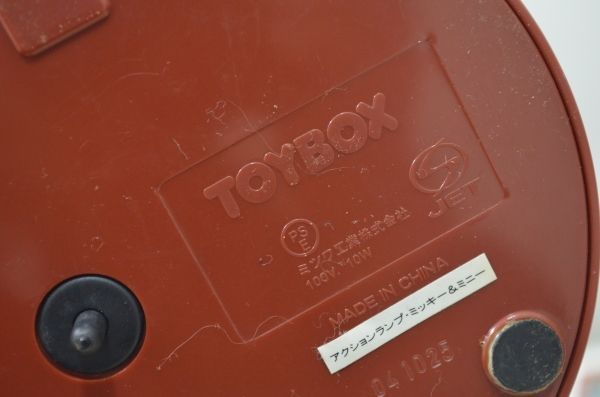 TOYBOX
PS
E
ミツワ工業株式会社
100V~10W
JET
MADE IN CHINA
アクションランプ・ミッキー&ミニー
041025